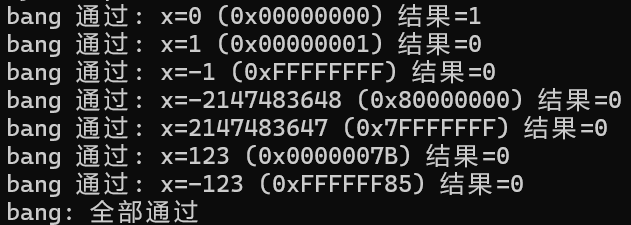 bang 通过: x=0 (0x00000000) 结果=1
bang 通过: x=1 (0x00000001) 结果=0
bang 通过: x=-1 (0xFFFFFFFF) 结果=0
bang 通过: x=-2147483648 (0x80000000) 结果=0
bang 通过: x=2147483647 (0x7FFFFFFF) 结果=0
bang 通过: x=123 (0x0000007B) 结果=0
bang 通过: x=-123 (0xFFFFFF85) 结果=0
bang: 全部通过